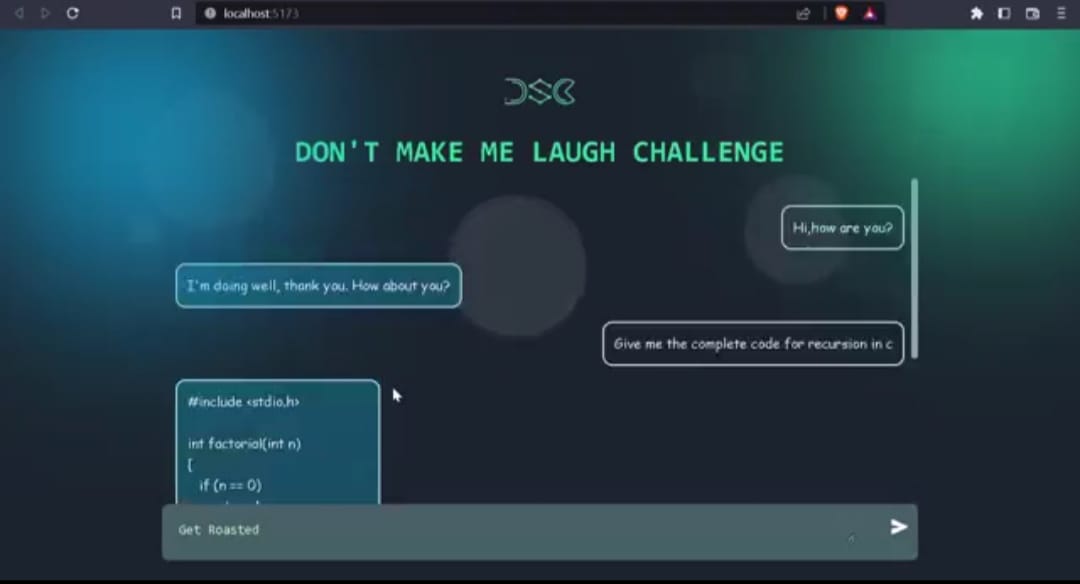 localhost:5173
DSC
DON'T MAKE ME LAUGH CHALLENGE
Hi,how are you?
I'm doing well, thank you. How about you?
Give me the complete code for recursion in c
#include <stdio.h>
int factorial(int n)
{
if (n == 0)
Get Roasted